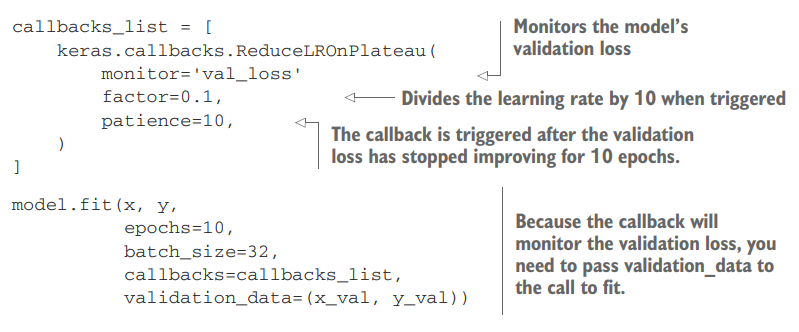 callbacks_list = [
    keras.callbacks.ReduceLROnPlateau(
        monitor='val_loss'
        factor=0.1,
        patience=10,
    )
]
model.fit(x, y,
          epochs=10,
          batch_size=32,
          callbacks=callbacks_list,
          validation_data=(x_val, y_val))
Monitors the model's
validation loss
Divides the learning rate by 10 when triggered
The callback is triggered after the validation
loss has stopped improving for 10 epochs.
Because the callback will
monitor the validation loss, you
need to pass validation_data to
the call to fit.